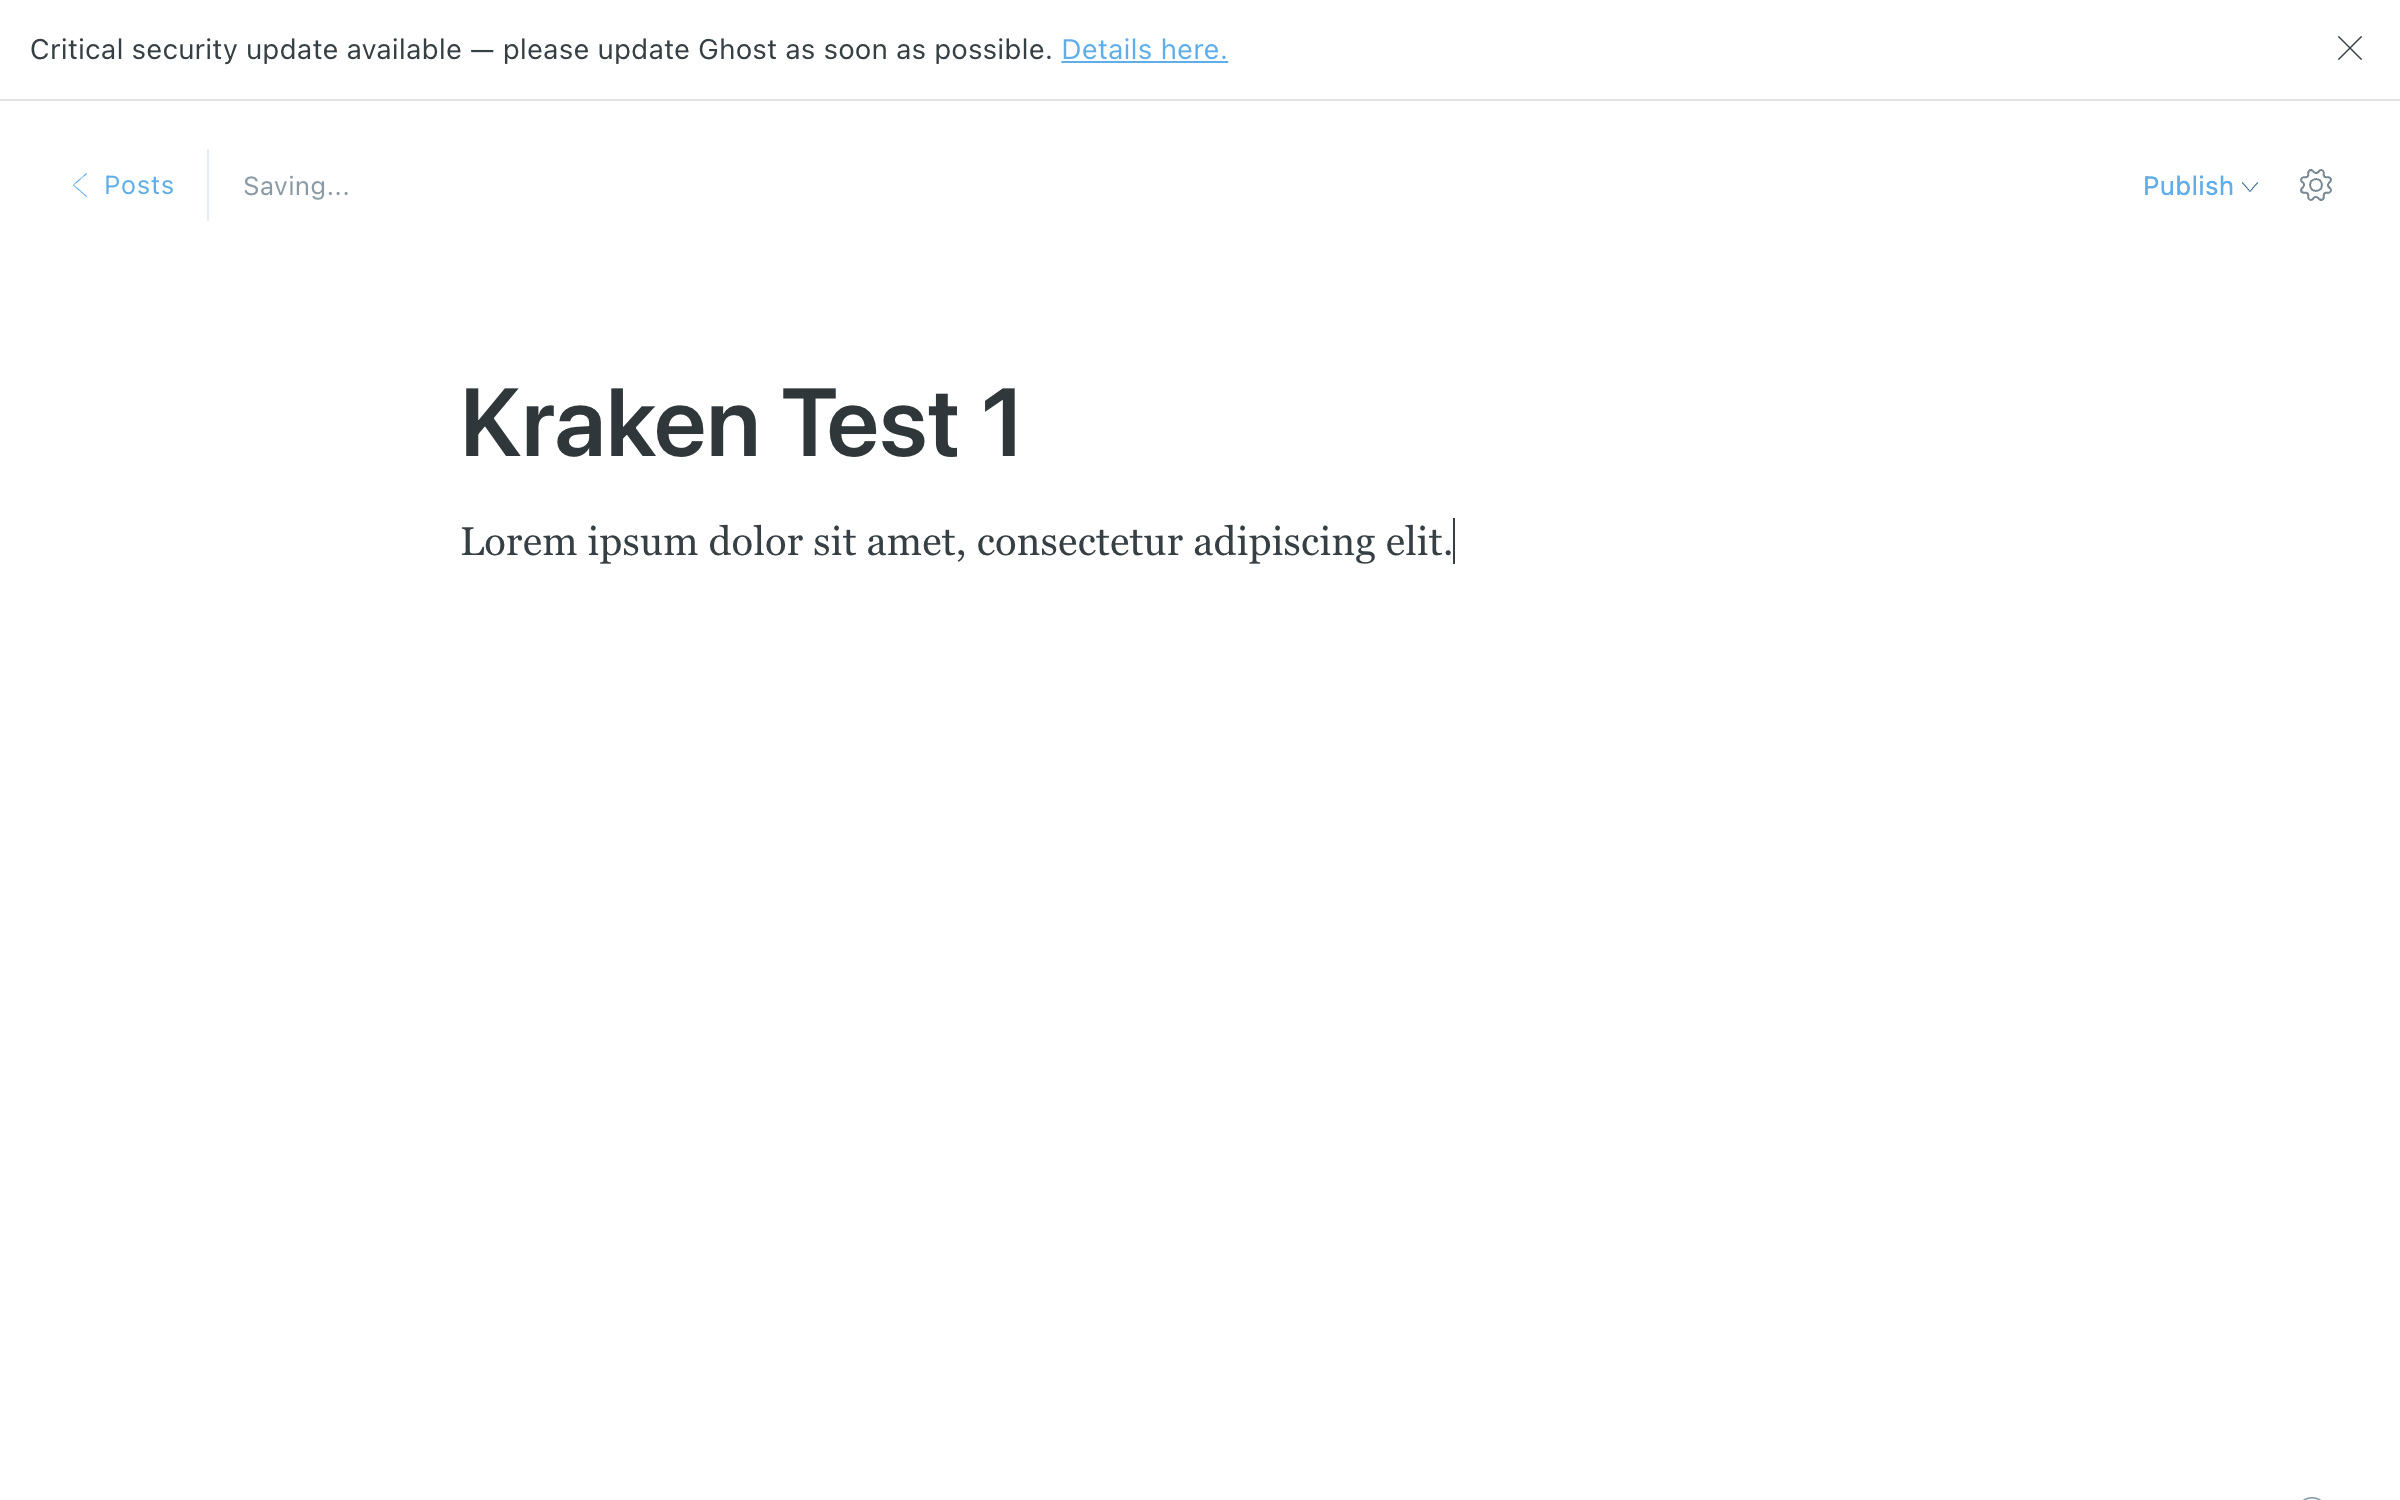 Critical security update available — please update Ghost as soon as possible. Details here.
Posts
Saving...
Publish
Kraken Test 1
Lorem ipsum dolor sit amet, consectetur adipiscing elit.